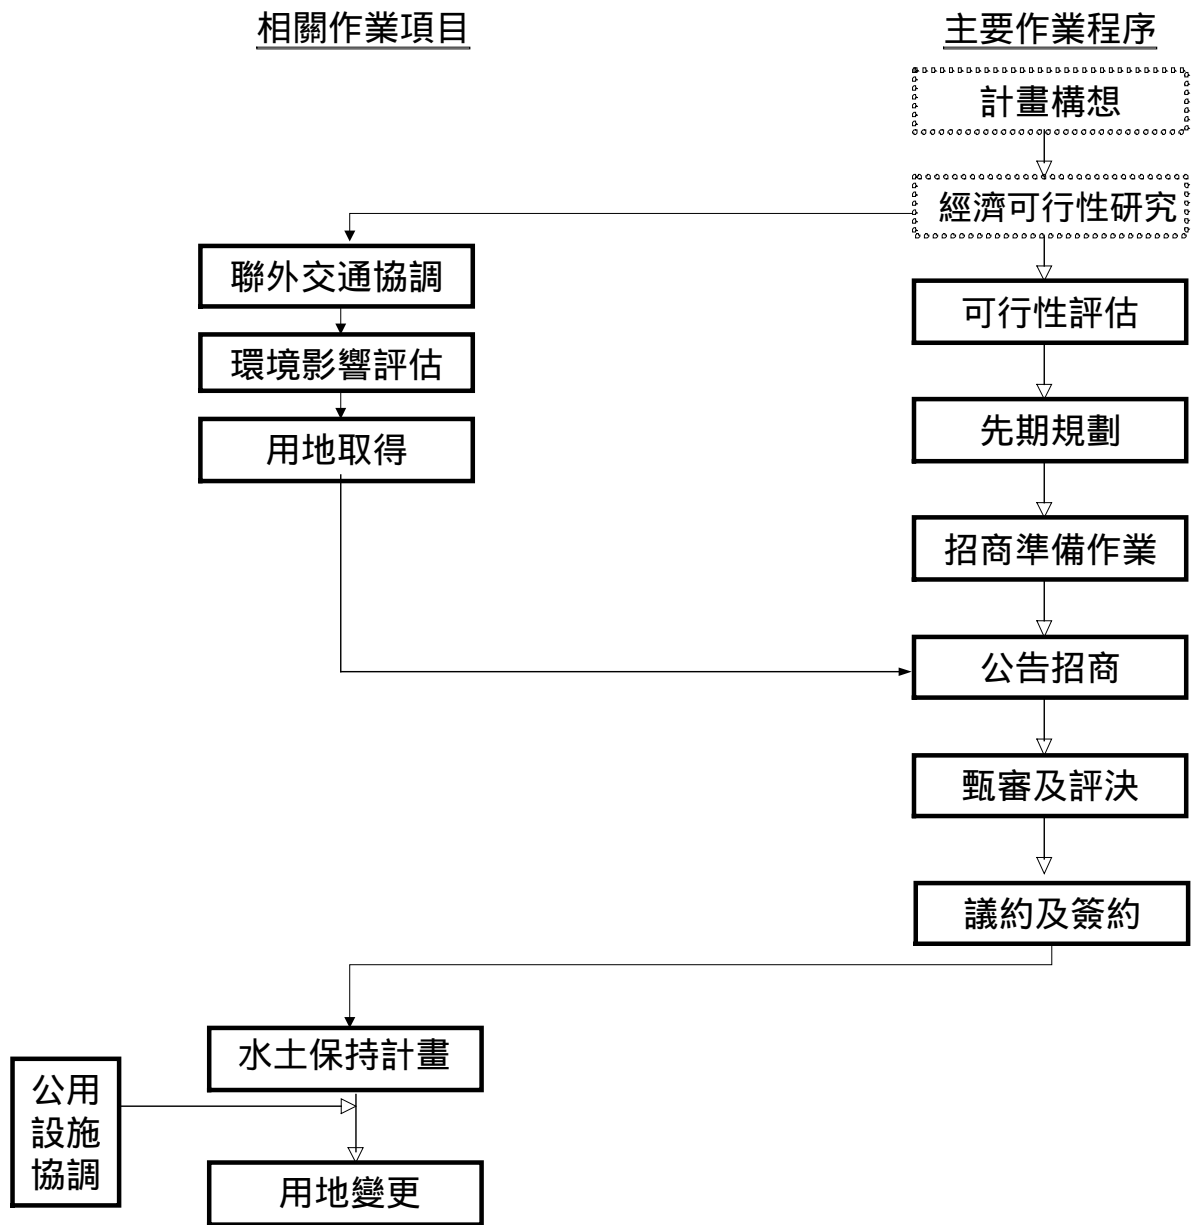 相關作業項目
主要作業程序
計畫構想
經濟可行性研究
聯外交通協調
可行性評估
環境影響評估
先期規劃
用地取得
招商準備作業
公告招商
甄審及評決
議約及簽約
水土保持計畫
公用
設施
協調
用地變更